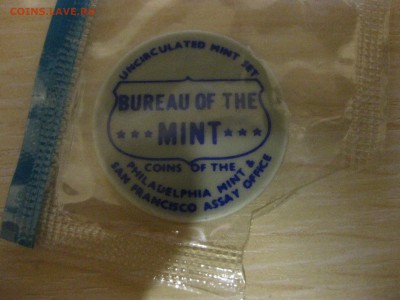 COINS.LAVE.RU
UNCIRCULATED MINT SET
BUREAU OF THE
*** MINT ***
COINS OF THE
PHILADELPHIA MINT &
SAN FRANCISCO ASSAY OFFICE